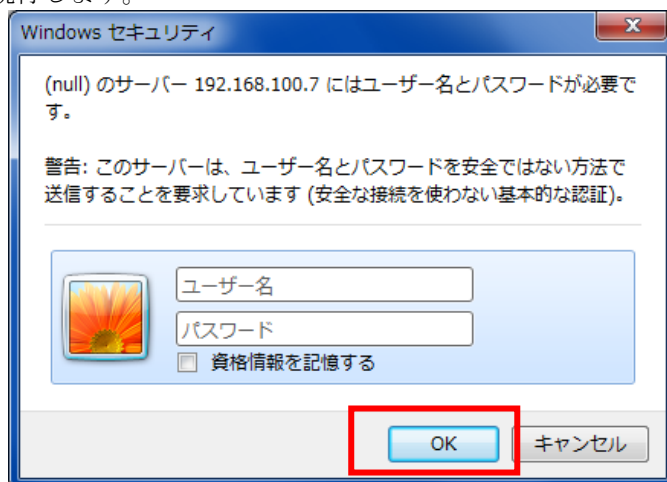 します。
Windows セキュリティ
(null) のサーバー 192.168.100.7 にはユーザー名とパスワードが必要で
す。
警告: このサーバーは、ユーザー名とパスワードを安全ではない方法で
送信することを要求しています (安全な接続を使わない基本的な認証)。
ユーザー名
パスワード
資格情報を記憶する
OK
キャンセル